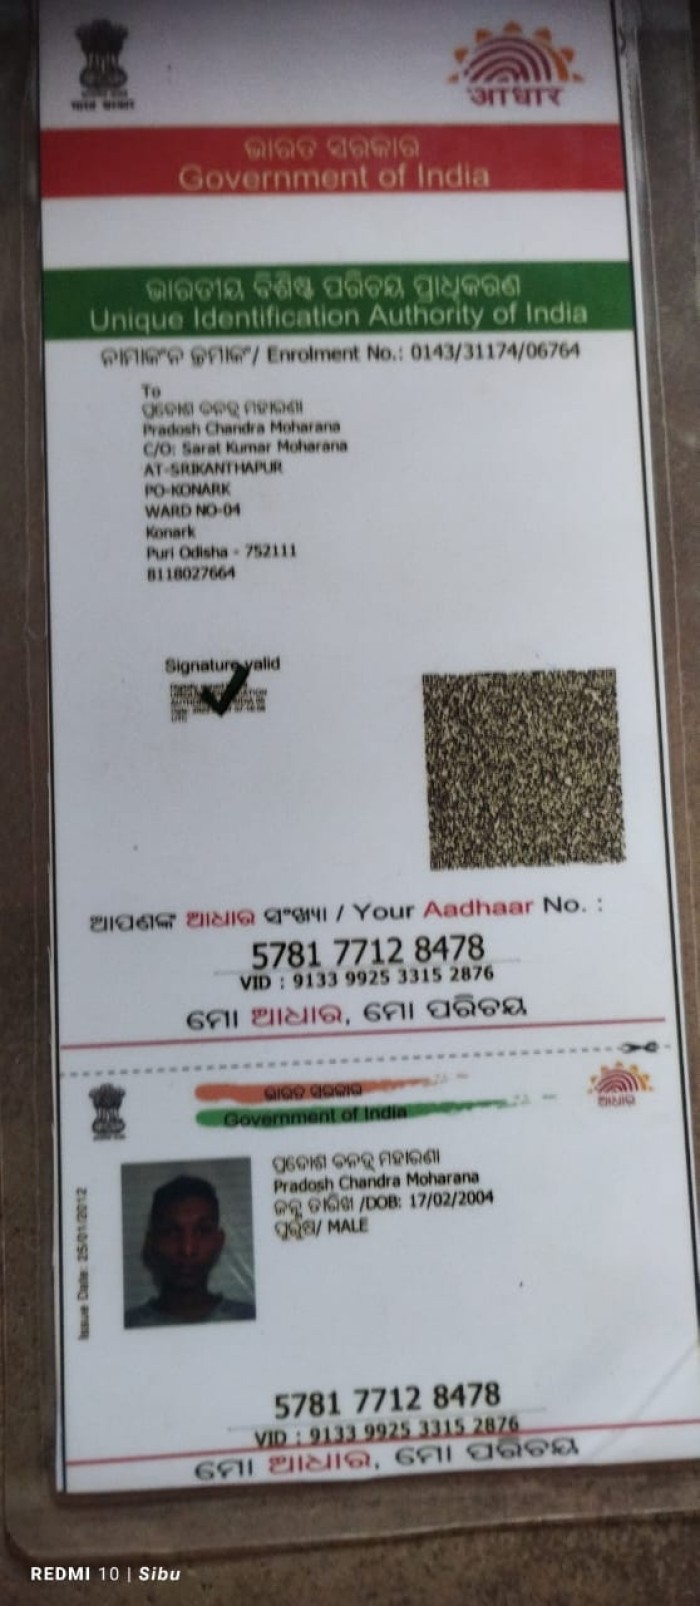 भारत सरकार
आधार
ଭାରତ ସରକାର
Government of India
ଭାରତୀୟ ବିଶିଷ୍ଟ ପରିଚୟ ପ୍ରାଧିକରଣ
Unique Identification Authority of India
ନାମାଙ୍କନ କ୍ରମାଙ୍କ/ Enrolment No.: 0143/31174/06764
To
ପ୍ରଦୋଶ ଚନ୍ଦ୍ର ମହାରଣା
Pradosh Chandra Moharana
C/O: Sarat Kumar Moharana
AT-SRIKANTHAPUR
PO-KONARK
WARD NO-04
Konark
Puri Odisha - 752111
8118027664
Signature valid
ଆପଣଙ୍କ ଆଧାର ସଂଖ୍ୟା / Your Aadhaar No. :
5781 7712 8478
VID : 9133 9925 3315 2876
ମୋ ଆଧାର, ମୋ ପରିଚୟ
ଭାରତ ସରକାର
Government of India
ଆଧାର
Issue Date: 25/01/2012
ପ୍ରଦୋଶ ଚନ୍ଦ୍ର ମହାରଣା
Pradosh Chandra Moharana
ଜନ୍ମ ତାରିଖ /DOB: 17/02/2004
ପୁରୁଷ/ MALE
5781 7712 8478
VID : 9133 9925 3315 2876
ମୋ ଆଧାର, ମୋ ପରିଚୟ
REDMI 10 | Sibu